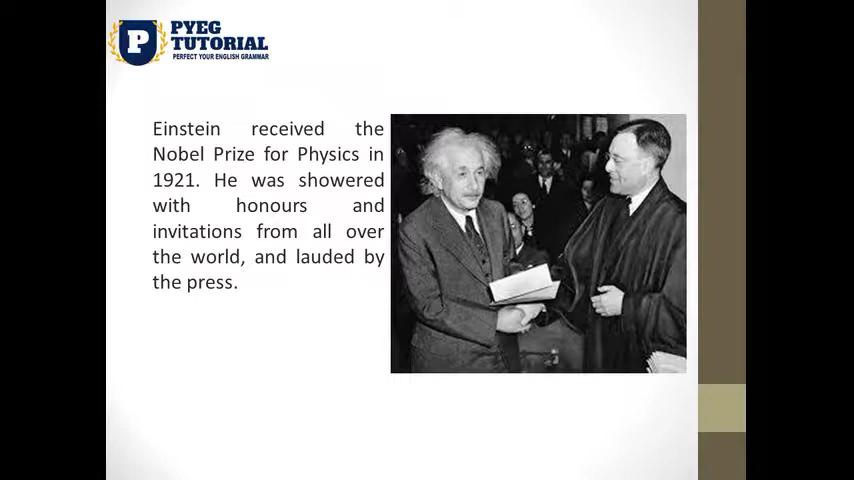 P
PYEG
TUTORIAL
PERFECT YOUR ENGLISH GRAMMAR
Einstein received the
Nobel Prize for Physics in
1921. He was showered
with honours and
invitations from all over
the world, and lauded by
the press.